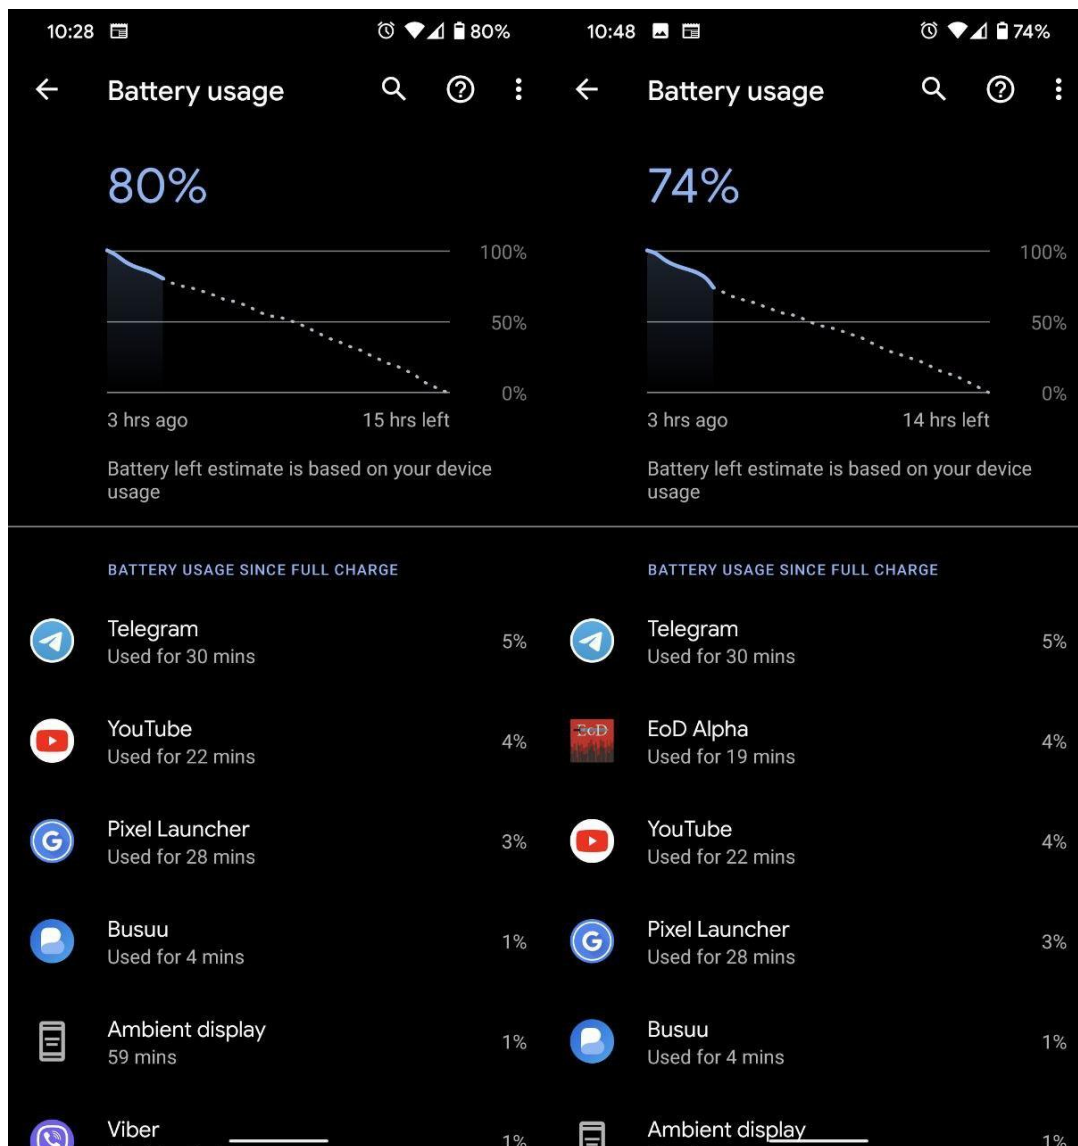 10:28
80%
Battery usage
80%
100%
50%
0%
3 hrs ago
15 hrs left
Battery left estimate is based on your device
usage
BATTERY USAGE SINCE FULL CHARGE
Telegram
Used for 30 mins
5%
YouTube
Used for 22 mins
4%
Pixel Launcher
Used for 28 mins
3%
Busuu
Used for 4 mins
1%
Ambient display
59 mins
1%
Viber
1%
10:48
74%
Battery usage
74%
100%
50%
0%
3 hrs ago
14 hrs left
Battery left estimate is based on your device
usage
BATTERY USAGE SINCE FULL CHARGE
Telegram
Used for 30 mins
5%
EoD
EoD Alpha
Used for 19 mins
4%
YouTube
Used for 22 mins
4%
Pixel Launcher
Used for 28 mins
3%
Busuu
Used for 4 mins
1%
Ambient display
1%